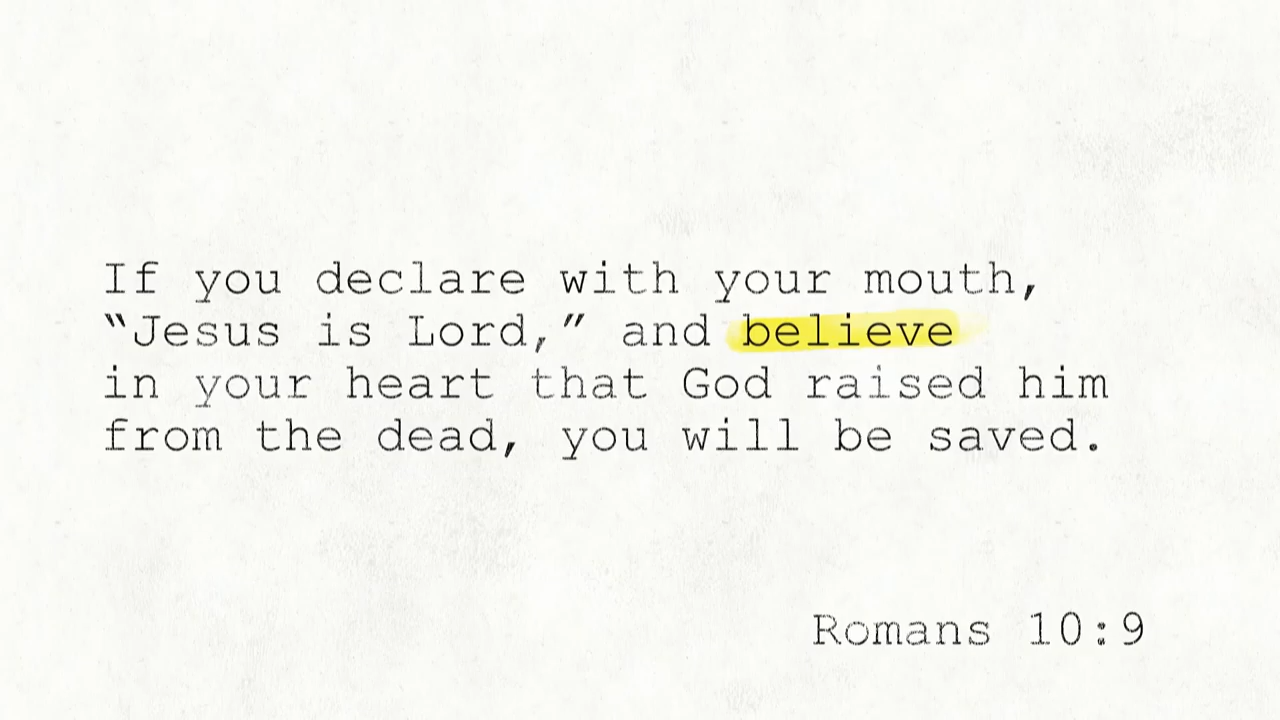 If you declare with your mouth,
“Jesus is Lord,” and believe
in your heart that God raised him
from the dead, you will be saved.
Romans 10:9